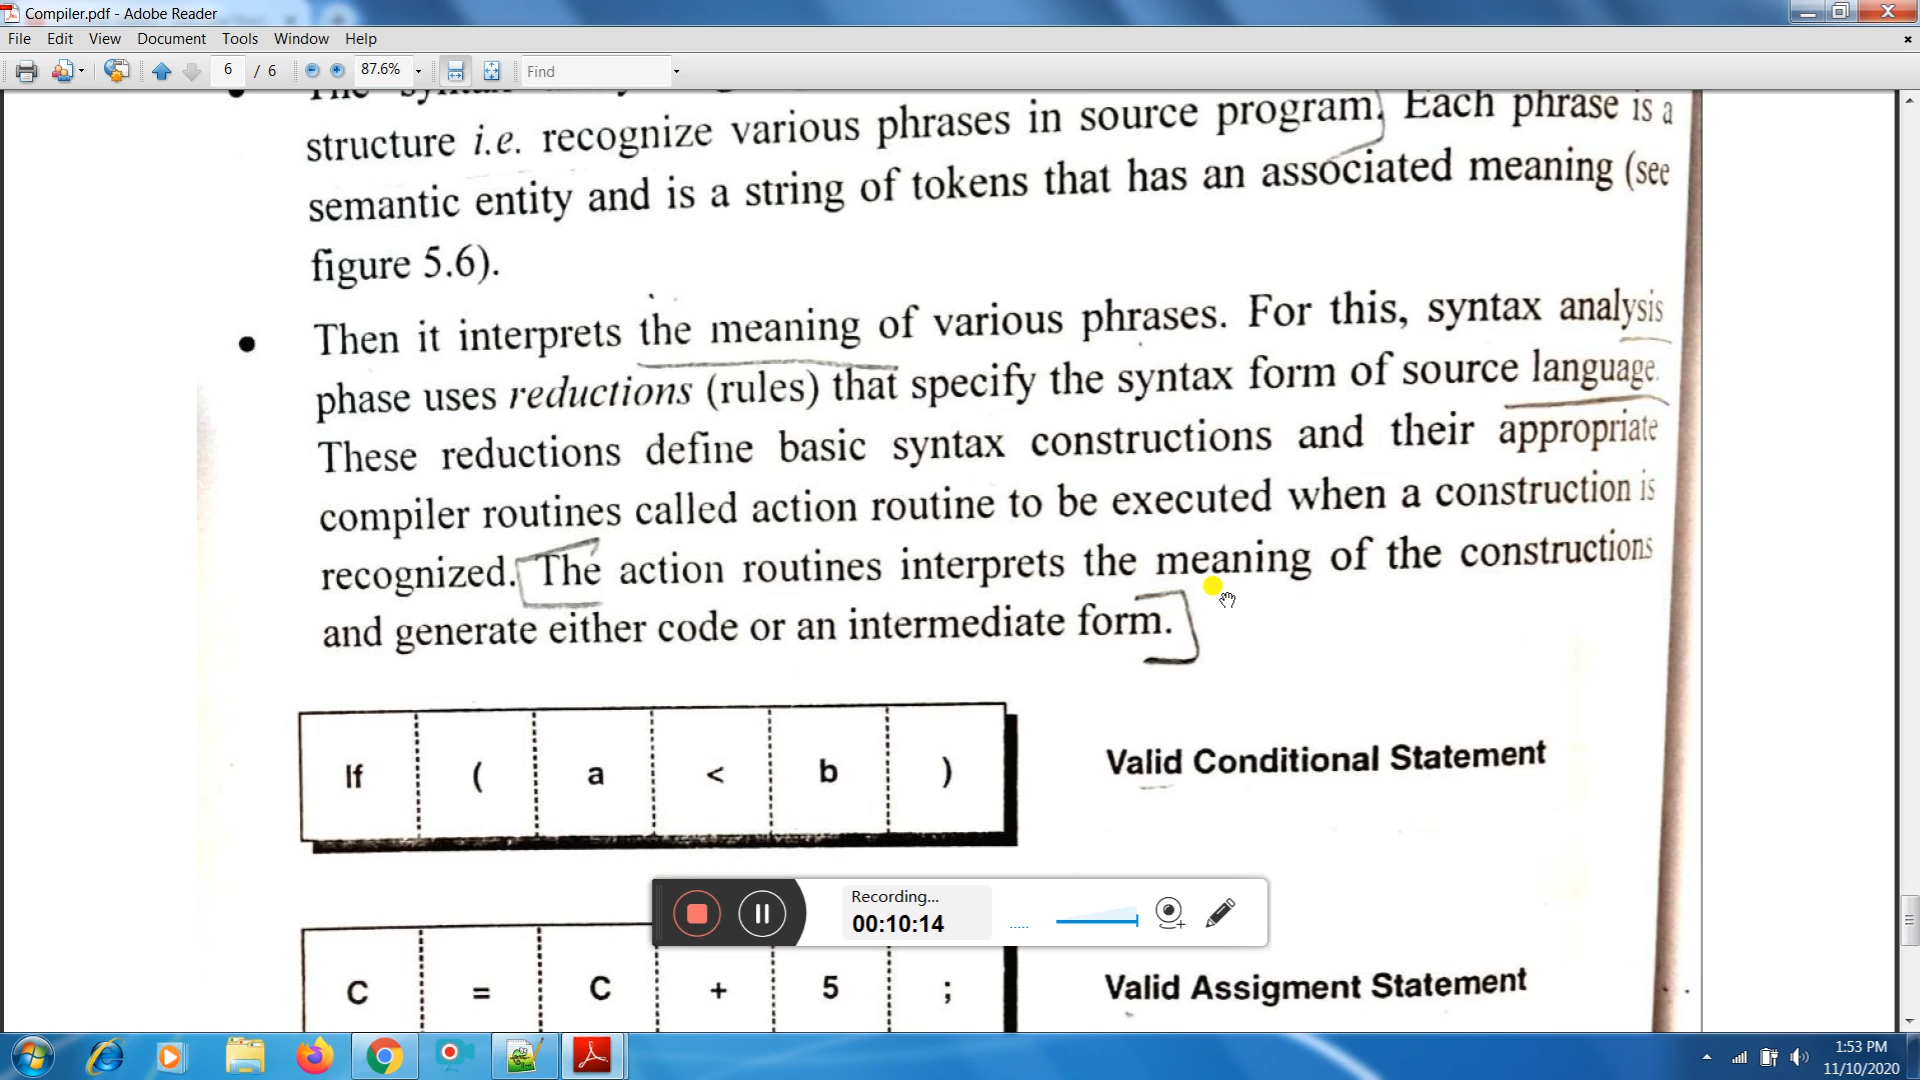 Compiler.pdf - Adobe Reader
File Edit View Document Tools Window Help
6 / 6 87.6% Find
The
structure i.e. recognize various phrases in source program. Each phrase is a
semantic entity and is a string of tokens that has an associated meaning (see
figure 5.6).
• Then it interprets the meaning of various phrases. For this, syntax analysis
phase uses reductions (rules) that specify the syntax form of source language.
These reductions define basic syntax constructions and their appropriate
compiler routines called action routine to be executed when a construction is
recognized. The action routines interprets the meaning of the constructions
and generate either code or an intermediate form.
If ( a < b ) Valid Conditional Statement
Recording...
00:10:14
C = C + 5 ; Valid Assigment Statement
1:53 PM
11/10/2020